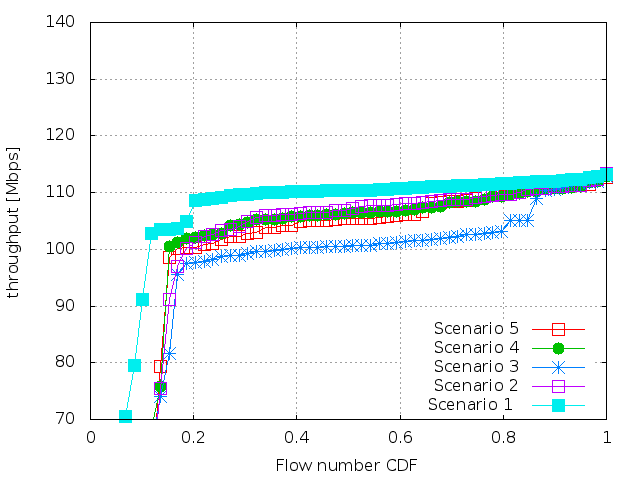 140
130
120
110
100
90
80
70
throughput [Mbps]
Scenario 5
Scenario 4
Scenario 3
Scenario 2
Scenario 1
0 0.2 0.4 0.6 0.8 1
Flow number CDF